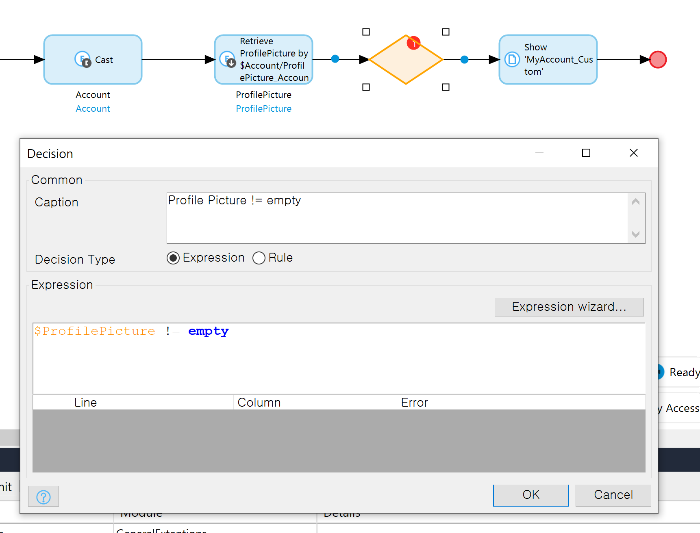 Cast
Account
Account
Retrieve
ProfilePicture by
$Account/Profil
ePicture_Accoun
ProfilePicture
ProfilePicture
Show
'MyAccount_Cus
tom'
Decision
Common
Caption
Profile Picture != empty
Decision Type
Expression
Rule
Expression
Expression wizard...
$ProfilePicture ! empty
Line
Column
Error
Ready
y Access
nit
OK
Cancel
Module
Details